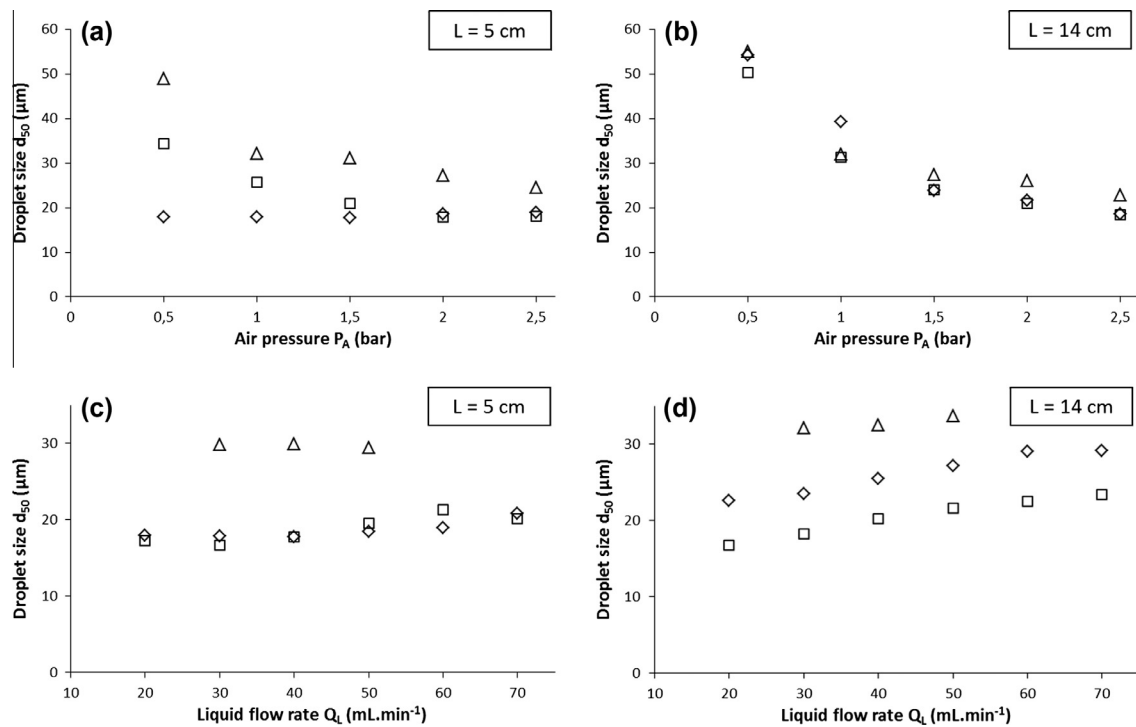 (a)
L = 5 cm
Droplet size d50 (µm)
60
50
40
30
20
10
0
0 0,5 1 1,5 2 2,5
Air pressure PA (bar)
(b)
L = 14 cm
Droplet size d50 (µm)
60
50
40
30
20
10
0
0 0,5 1 1,5 2 2,5
Air pressure PA (bar)
(c)
L = 5 cm
Droplet size d50 (µm)
30
20
10
0
10 20 30 40 50 60 70
Liquid flow rate QL (mL.min-1)
(d)
L = 14 cm
Droplet size d50 (µm)
30
20
10
0
10 20 30 40 50 60 70
Liquid flow rate QL (mL.min-1)